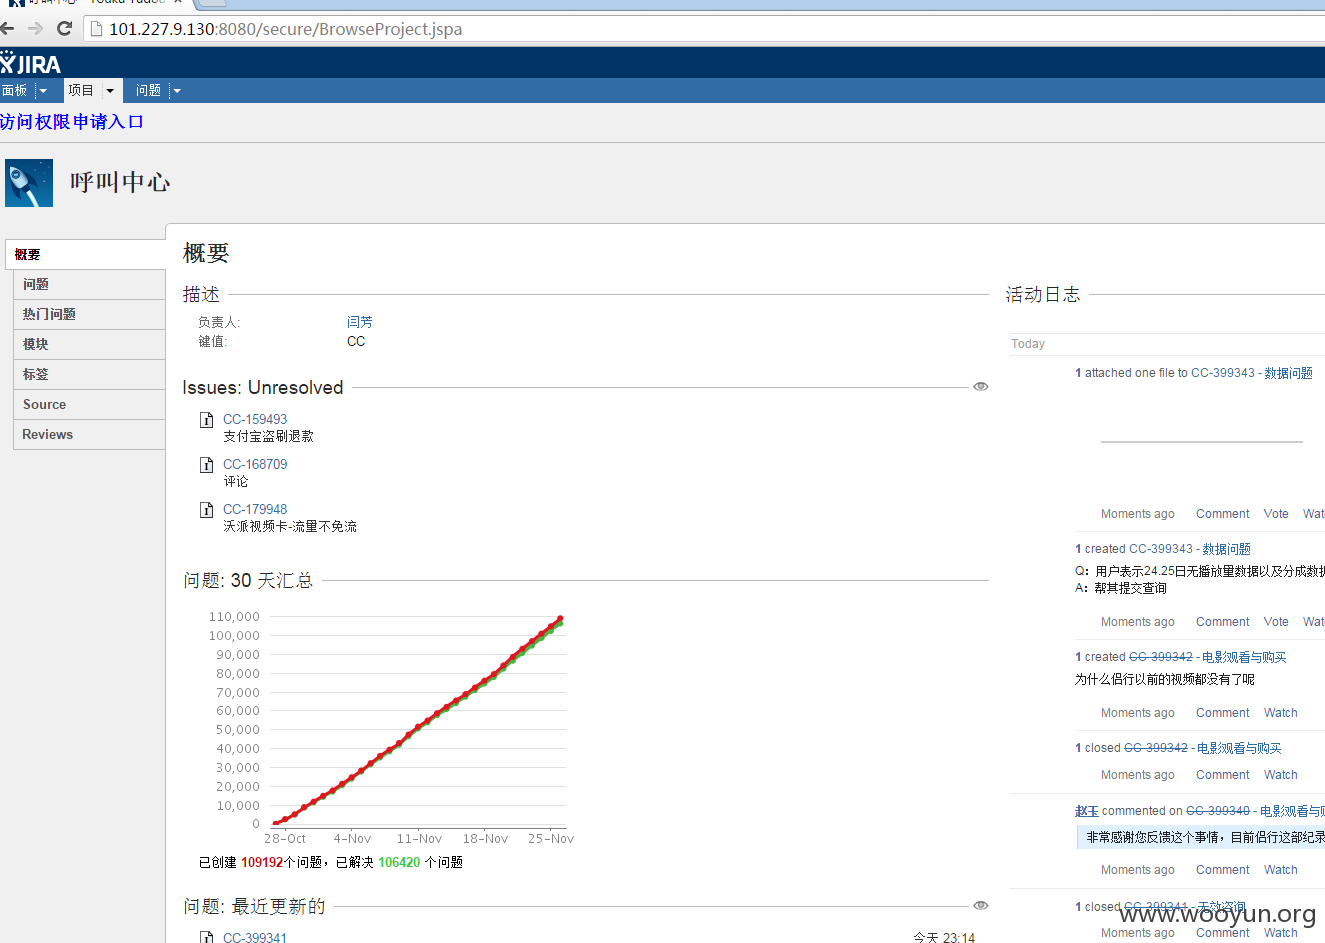 101.227.9.130:8080/secure/BrowseProject.jspa
JIRA
面板 项目 问题
访问权限申请入口
呼叫中心
概要
问题
热门问题
模块
标签
Source
Reviews
概要
描述
负责人: 闫芳
键值: CC
Issues: Unresolved
CC-159493
支付宝盗刷退款
CC-168709
评论
CC-179948
沃派视频卡-流量不免流
问题: 30 天汇总
110,000
100,000
90,000
80,000
70,000
60,000
50,000
40,000
30,000
20,000
10,000
0
28-Oct 4-Nov 11-Nov 18-Nov 25-Nov
已创建 109192个问题，已解决 106420 个问题
问题: 最近更新的
CC-399341 今天 23:14
活动日志
Today
1 attached one file to CC-399343 - 数据问题
Moments ago Comment Vote Wat
1 created CC-399343 - 数据问题
Q：用户表示24.25日无播放量数据以及分成数据
A：帮其提交查询
Moments ago Comment Vote Wat
1 created CC-399342 - 电影观看与购买
为什么侣行以前的视频都没有了呢
Moments ago Comment Watch
1 closed CC-399342 - 电影观看与购买
Moments ago Comment Watch
赵玉 commented on CC-399340 - 电影观看与购
非常感谢您反馈这个事情，目前侣行这部纪录
Moments ago Comment Watch
1 closed CC-399341 - 无效咨询
Moments ago Comment Watch
www.wooyun.org